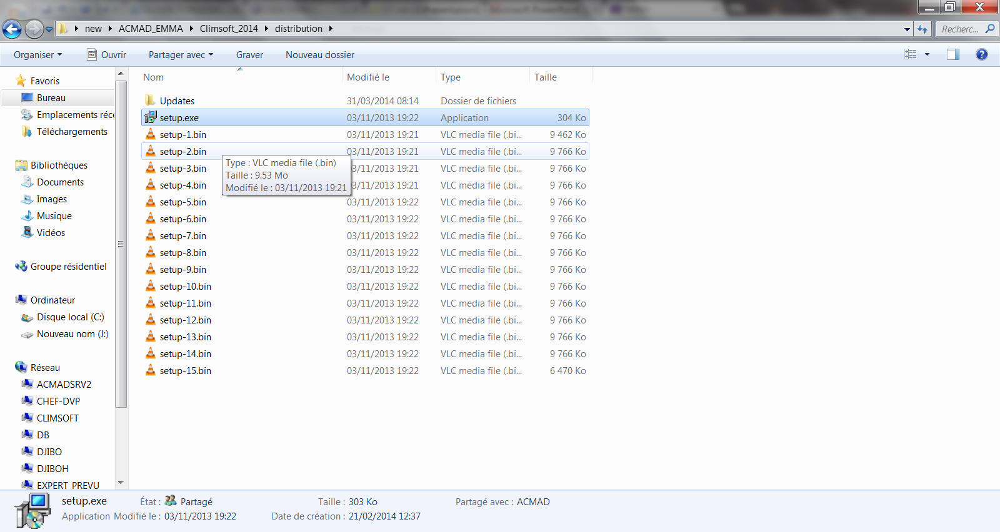 new ACMAD_EMMA Climsoft_2014 distribution
Recherc...
Organiser Ouvrir Partager avec Graver Nouveau dossier
Nom Modifié le Type Taille
Favoris
Bureau
Emplacements réce
Téléchargements
Bibliothèques
Documents
Images
Musique
Vidéos
Groupe résidentiel
Ordinateur
Disque local (C:)
Nouveau nom (J:)
Réseau
ACMADSRV2
CHEF-DVP
CLIMSOFT
DB
DJIBO
DJIBOH
EXPERT PREVU
Updates 31/03/2014 08:14 Dossier de fichiers
setup.exe 03/11/2013 19:22 Application 304 Ko
setup-1.bin 03/11/2013 19:21 VLC media file (.bi... 9 462 Ko
setup-2.bin 03/11/2013 19:21 VLC media file (.bi... 9 766 Ko
setup-3.bin 03/11/2013 19:21 VLC media file (.bi... 9 766 Ko
setup-4.bin 03/11/2013 19:21 VLC media file (.bi... 9 766 Ko
setup-5.bin 03/11/2013 19:22 VLC media file (.bi... 9 766 Ko
setup-6.bin 03/11/2013 19:22 VLC media file (.bi... 9 766 Ko
setup-7.bin 03/11/2013 19:22 VLC media file (.bi... 9 766 Ko
setup-8.bin 03/11/2013 19:22 VLC media file (.bi... 9 766 Ko
setup-9.bin 03/11/2013 19:22 VLC media file (.bi... 9 766 Ko
setup-10.bin 03/11/2013 19:22 VLC media file (.bi... 9 766 Ko
setup-11.bin 03/11/2013 19:22 VLC media file (.bi... 9 766 Ko
setup-12.bin 03/11/2013 19:22 VLC media file (.bi... 9 766 Ko
setup-13.bin 03/11/2013 19:22 VLC media file (.bi... 9 766 Ko
setup-14.bin 03/11/2013 19:22 VLC media file (.bi... 9 766 Ko
setup-15.bin 03/11/2013 19:22 VLC media file (.bi... 6 470 Ko
Type : VLC media file (.bin)
Taille : 9.53 Mo
Modifié le : 03/11/2013 19:21
setup.exe État : Partagé Taille : 303 Ko Partagé avec : ACMAD
Application Modifié le : 03/11/2013 19:22 Date de création : 21/02/2014 12:37